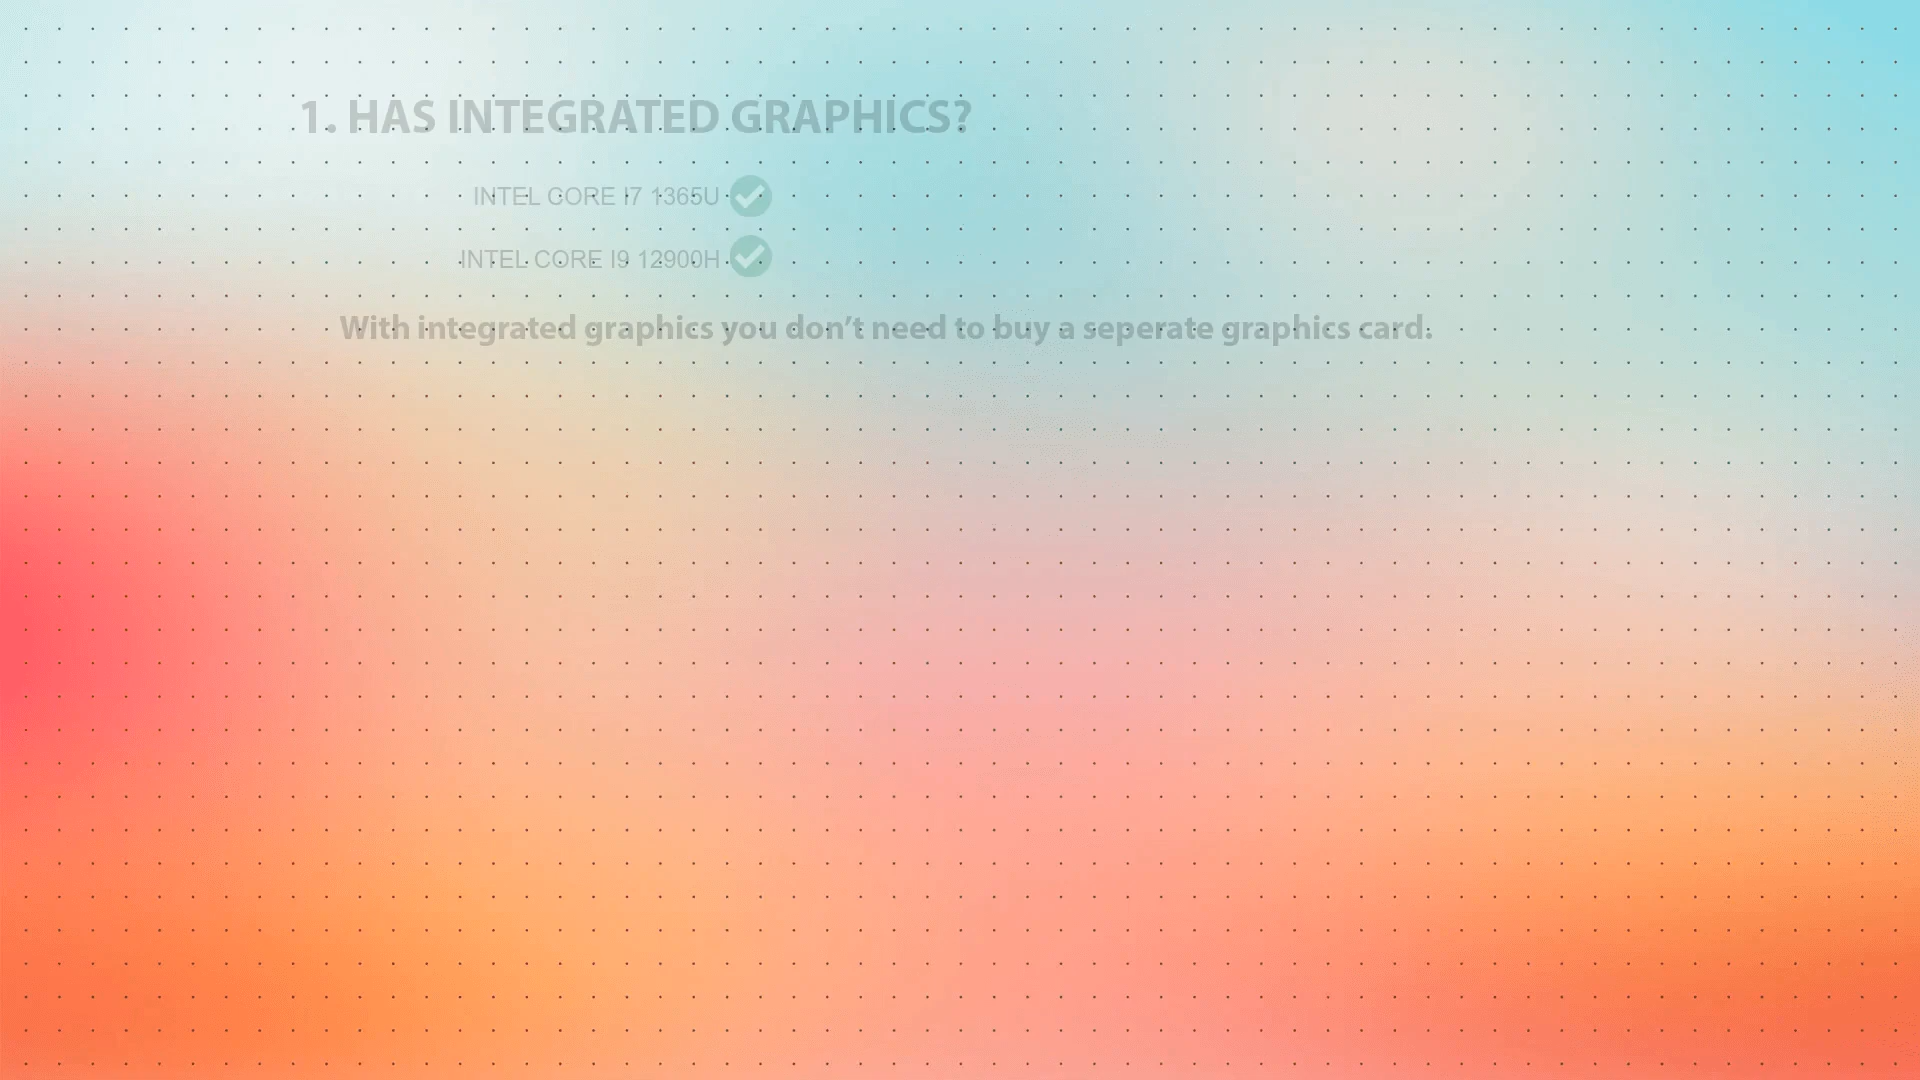 1. HAS INTEGRATED GRAPHICS?
INTEL CORE I7 1365U
INTEL CORE I9 12900H
With integrated graphics you don’t need to buy a seperate graphics card.